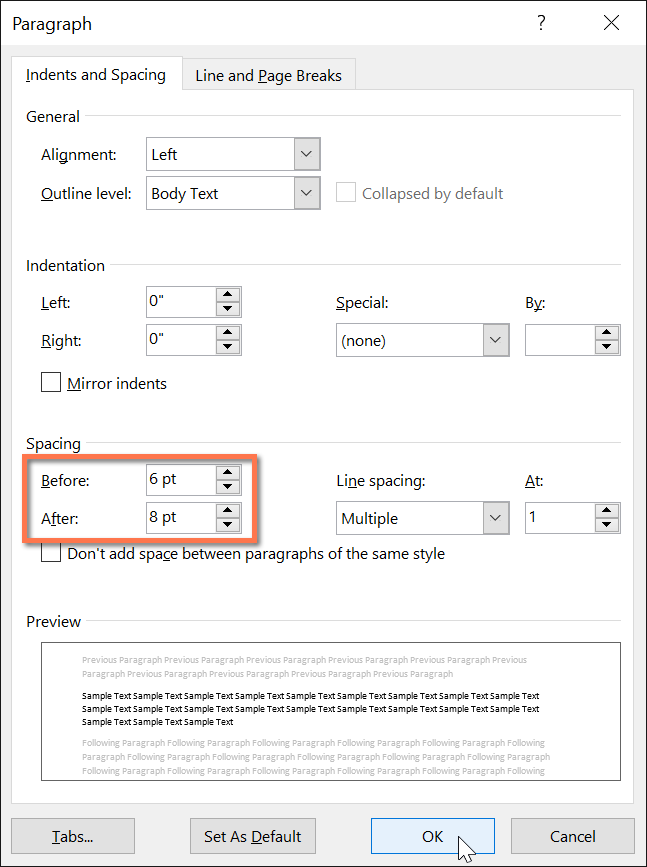 Paragraph ?
Indents and Spacing Line and Page Breaks
General
Alignment: Left
Outline level: Body Text Collapsed by default
Indentation
Left: 0" Special: By:
Right: 0" (none)
Mirror indents
Spacing
Before: 6 pt Line spacing: At:
After: 8 pt Multiple 1
Don't add space between paragraphs of the same style
Preview
Previous Paragraph Previous Paragraph Previous Paragraph Previous Paragraph Previous Paragraph Previous
Paragraph Previous Paragraph Previous Paragraph Previous Paragraph Previous Paragraph
Sample Text Sample Text Sample Text Sample Text Sample Text Sample Text Sample Text Sample Text Sample Text
Sample Text Sample Text Sample Text Sample Text Sample Text Sample Text Sample Text Sample Text Sample Text
Sample Text Sample Text Sample Text
Following Paragraph Following Paragraph Following Paragraph Following Paragraph Following Paragraph Following
Paragraph Following Paragraph Following Paragraph Following Paragraph Following Paragraph Following Paragraph
Following Paragraph Following Paragraph Following Paragraph Following Paragraph Following Paragraph Following
Tabs... Set As Default OK Cancel